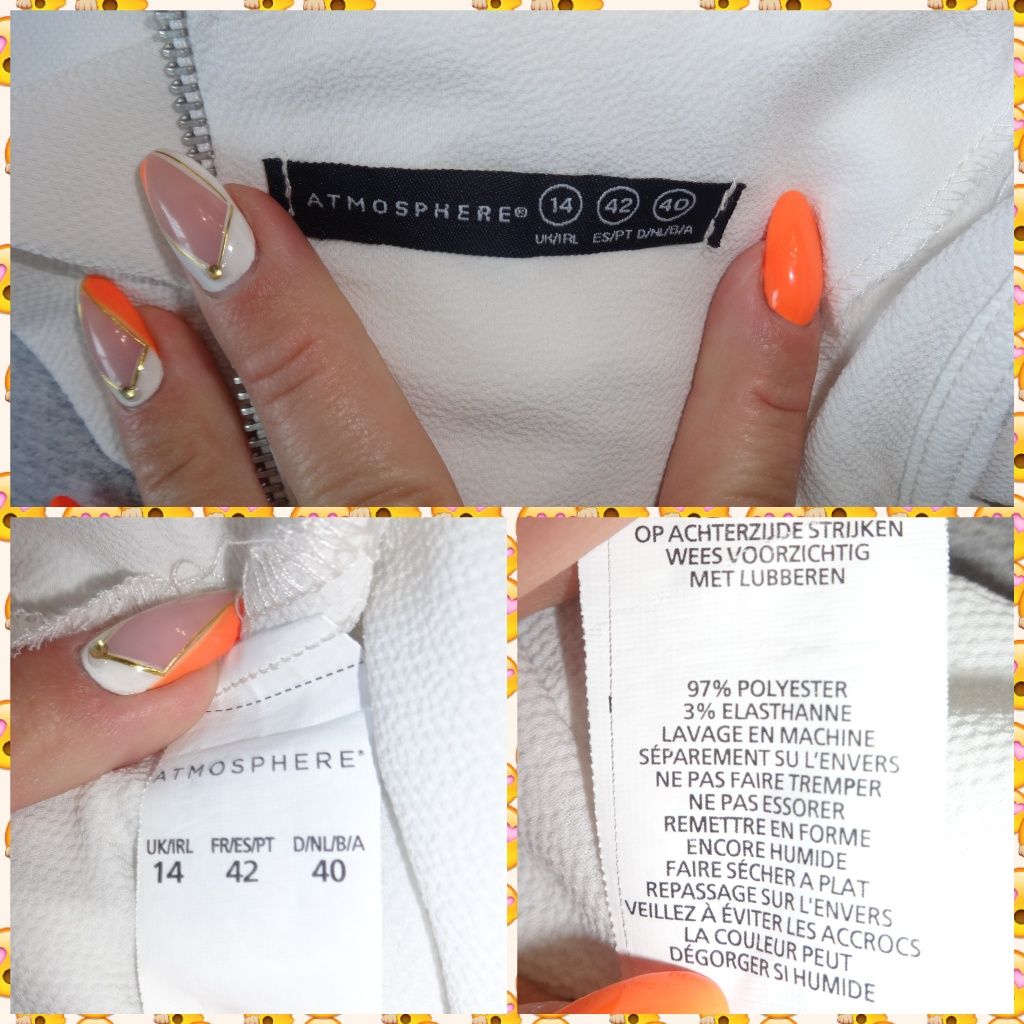 ATMOSPHERE® 14 42 40
UK/IRL ES/PT D/NL/B/A
ATMOSPHERE®
UK/IRL FR/ES/PT D/NL/B/A
14 42 40
OP ACHTERZIJDE STRIJKEN
WEES VOORZICHTIG
MET LUBBEREN
97% POLYESTER
3% ELASTHANNE
LAVAGE EN MACHINE
SÉPAREMENT SU L'ENVERS
NE PAS FAIRE TREMPER
NE PAS ESSORER
REMETTRE EN FORME
ENCORE HUMIDE
FAIRE SÉCHER A PLAT
REPASSAGE SUR L'ENVERS
VEILLEZ À ÉVITER LES ACCROCS
LA COULEUR PEUT
DÉGORGER SI HUMIDE